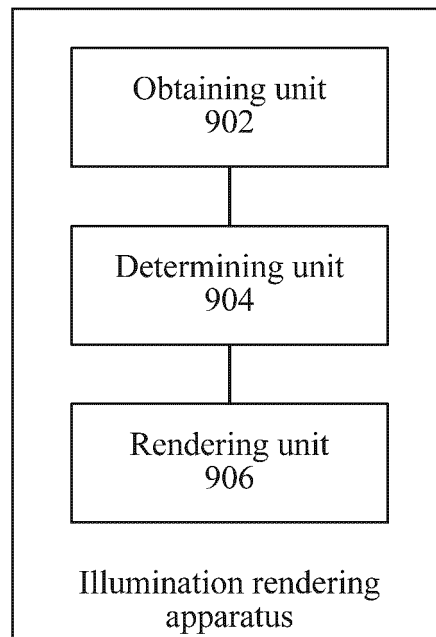 Obtaining unit
902
Determining unit
904
Rendering unit
906
Illumination rendering
apparatus